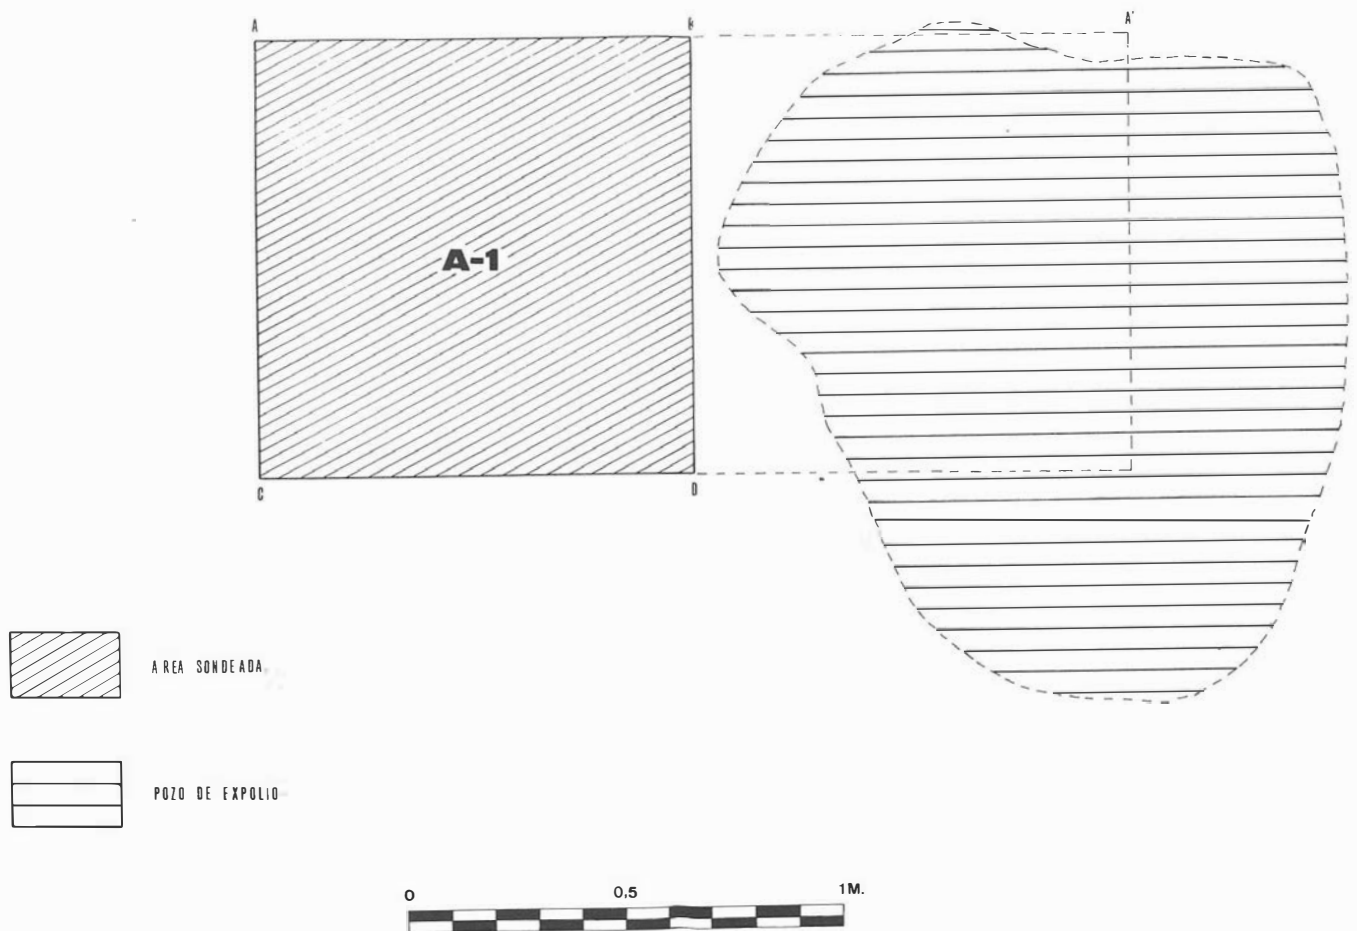 A B A'
A-1
C D
AREA SONDEADA
POZO DE EXPOLIO
0 0,5 1M.